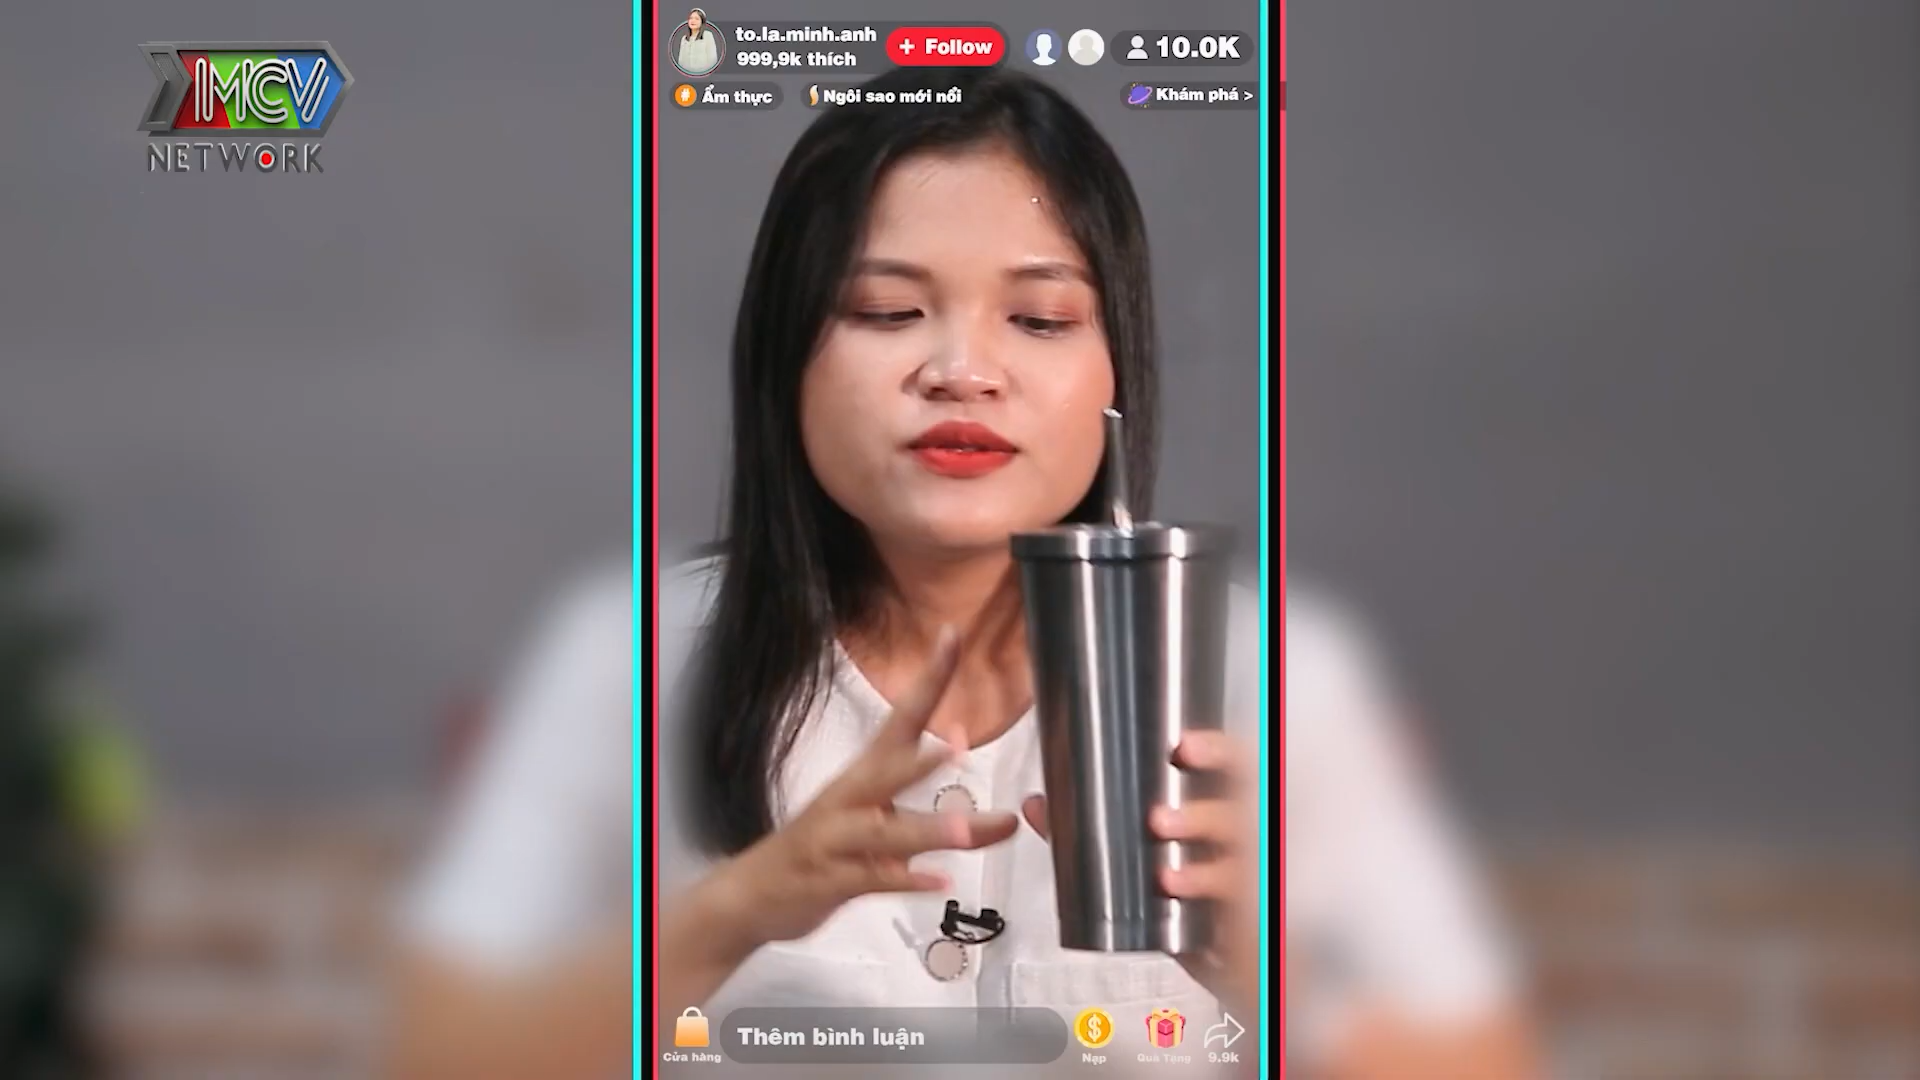 MCV
NETWORK
to.la.minh.anh
999,9k thích
+ Follow
10.0K
Ẩm thực
Ngôi sao mới nổi
Khám phá >
Cửa hàng
Thêm bình luận
Nạp
Quà Tặng
9.9k